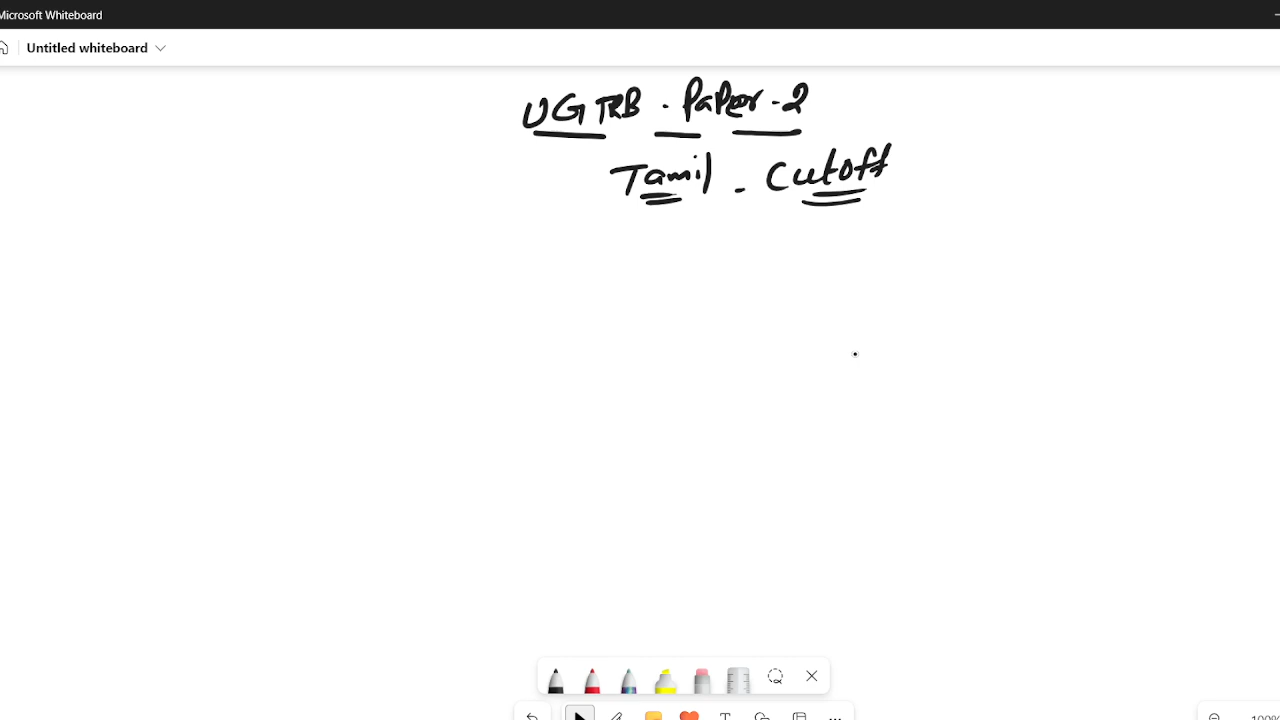 Microsoft Whiteboard
Untitled whiteboard
UG TRB . Paper - 2
Tamil - Cutoff